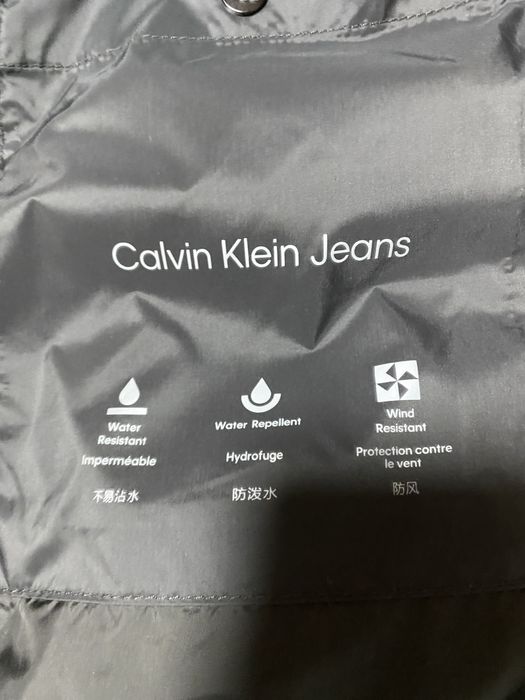 Calvin Klein Jeans
Water
Resistant
Imperméable
不易沾水
Water Repellent
Hydrofuge
防泼水
Wind
Resistant
Protection contre
le vent
防风